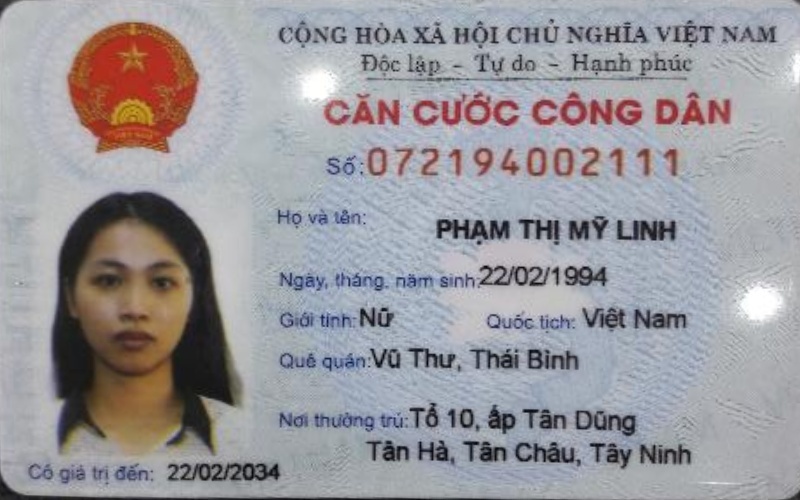 CỘNG HÒA XÃ HỘI CHỦ NGHĨA VIỆT NAM
Độc lập - Tự do - Hạnh phúc
CĂN CƯỚC CÔNG DÂN
Số: 072194002111
Họ và tên: PHẠM THỊ MỸ LINH
Ngày, tháng, năm sinh: 22/02/1994
Giới tính: Nữ Quốc tịch: Việt Nam
Quê quán: Vũ Thư, Thái Bình
Nơi thường trú: Tổ 10, ấp Tân Dũng
Tân Hà, Tân Châu, Tây Ninh
Có giá trị đến: 22/02/2034